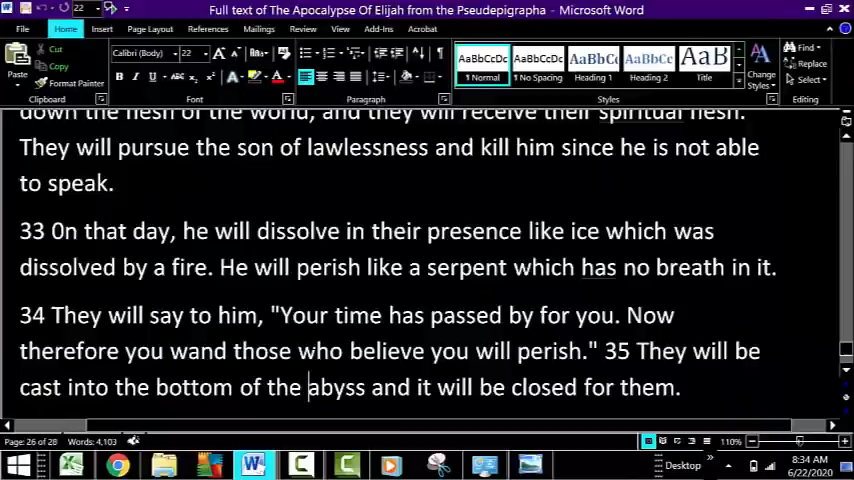 22
Full text of The Apocalypse Of Elijah from the Pseudepigrapha - Microsoft Word
File Home Insert Page Layout References Mailings Review View Add-Ins Acrobat
Paste
Cut
Copy
Format Painter
Clipboard
Calibri (Body) 22
B I U abc x₂ x²
Font
Paragraph
AaBbCcDc AaBbCcDc AaBbCc AaBbCc AaB
¶ Normal ¶ No Spacing Heading 1 Heading 2 Title
Change Styles
Styles
Find
Replace
Select
Editing
down the flesh of the world, and they will receive their spiritual flesh.
They will pursue the son of lawlessness and kill him since he is not able
to speak.
33 0n that day, he will dissolve in their presence like ice which was
dissolved by a fire. He will perish like a serpent which has no breath in it.
34 They will say to him, "Your time has passed by for you. Now
therefore you wand those who believe you will perish." 35 They will be
cast into the bottom of the abyss and it will be closed for them.
Page: 26 of 28 Words: 4,103
110%
Desktop
8:34 AM
6/22/2020